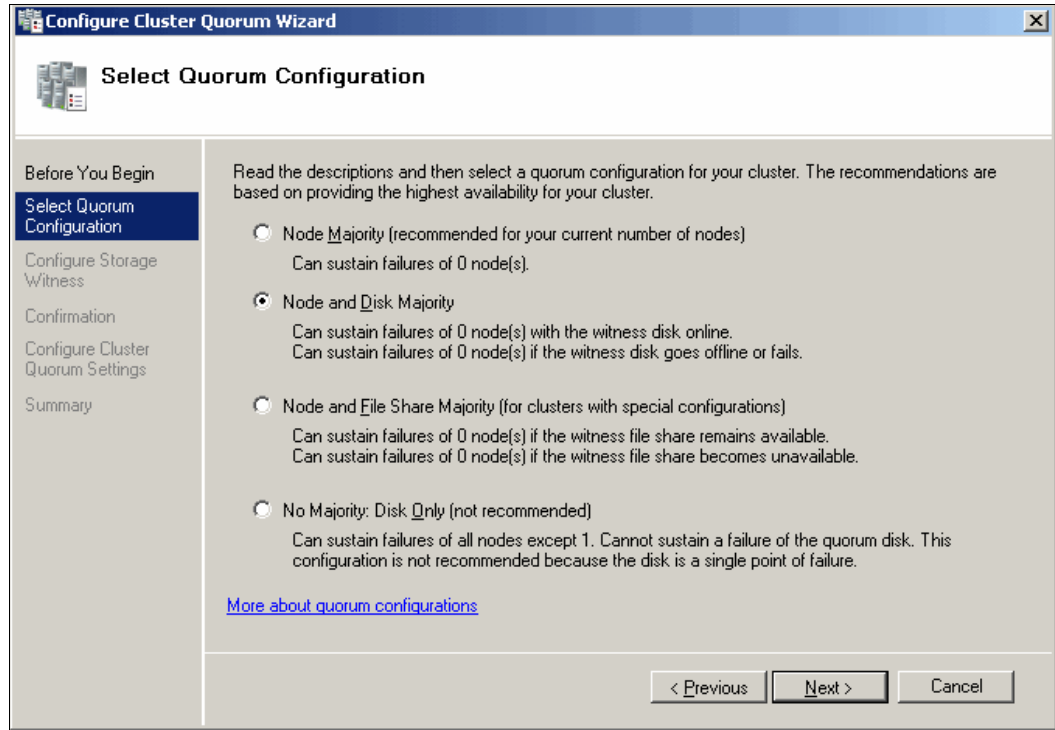 Configure Cluster Quorum Wizard
Select Quorum Configuration
Before You Begin
Select Quorum
Configuration
Configure Storage
Witness
Confirmation
Configure Cluster
Quorum Settings
Summary
Read the descriptions and then select a quorum configuration for your cluster. The recommendations are
based on providing the highest availability for your cluster.
Node Majority (recommended for your current number of nodes)
Can sustain failures of 0 node(s).
Node and Disk Majority
Can sustain failures of 0 node(s) with the witness disk online.
Can sustain failures of 0 node(s) if the witness disk goes offline or fails.
Node and File Share Majority (for clusters with special configurations)
Can sustain failures of 0 node(s) if the witness file share remains available.
Can sustain failures of 0 node(s) if the witness file share becomes unavailable.
No Majority: Disk Only (not recommended)
Can sustain failures of all nodes except 1. Cannot sustain a failure of the quorum disk. This
configuration is not recommended because the disk is a single point of failure.
More about quorum configurations
< Previous
Next >
Cancel